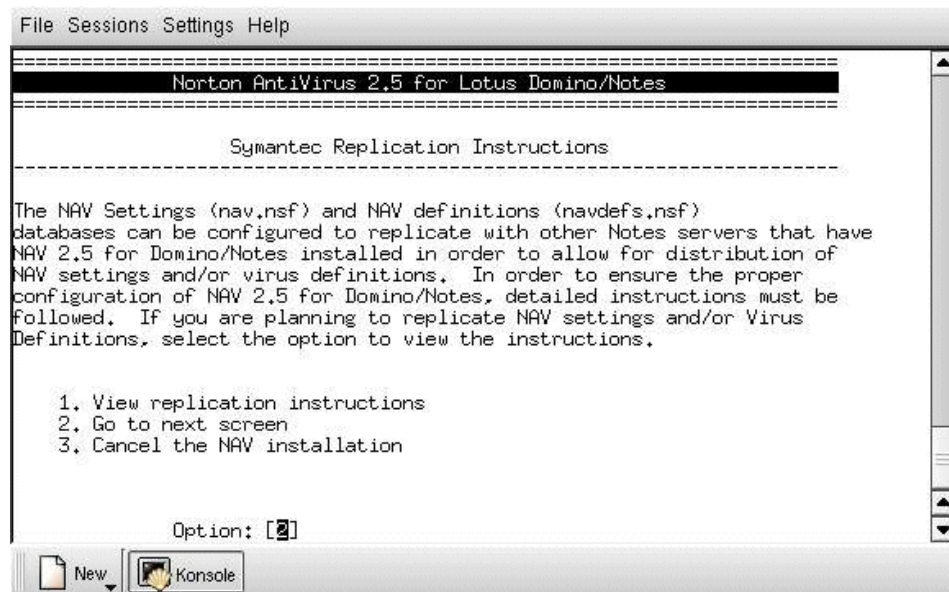 File Sessions Settings Help
========================================================================
Norton AntiVirus 2.5 for Lotus Domino/Notes
========================================================================
Symantec Replication Instructions
------------------------------------------------------------------------
The NAV Settings (nav.nsf) and NAV definitions (navdefs.nsf)
databases can be configured to replicate with other Notes servers that have
NAV 2.5 for Domino/Notes installed in order to allow for distribution of
NAV settings and/or virus definitions. In order to ensure the proper
configuration of NAV 2.5 for Domino/Notes, detailed instructions must be
followed. If you are planning to replicate NAV settings and/or Virus
Definitions, select the option to view the instructions.
1. View replication instructions
2. Go to next screen
3. Cancel the NAV installation
Option: [2]
New Konsole